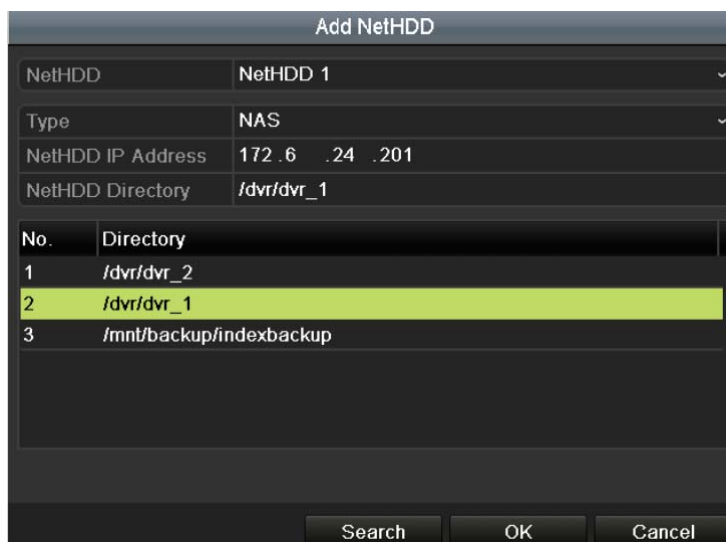 Add NetHDD
NetHDD NetHDD 1
Type NAS
NetHDD IP Address 172 .6 .24 .201
NetHDD Directory /dvr/dvr_1
No. Directory
1 /dvr/dvr_2
2 /dvr/dvr_1
3 /mnt/backup/indexbackup
Search OK Cancel